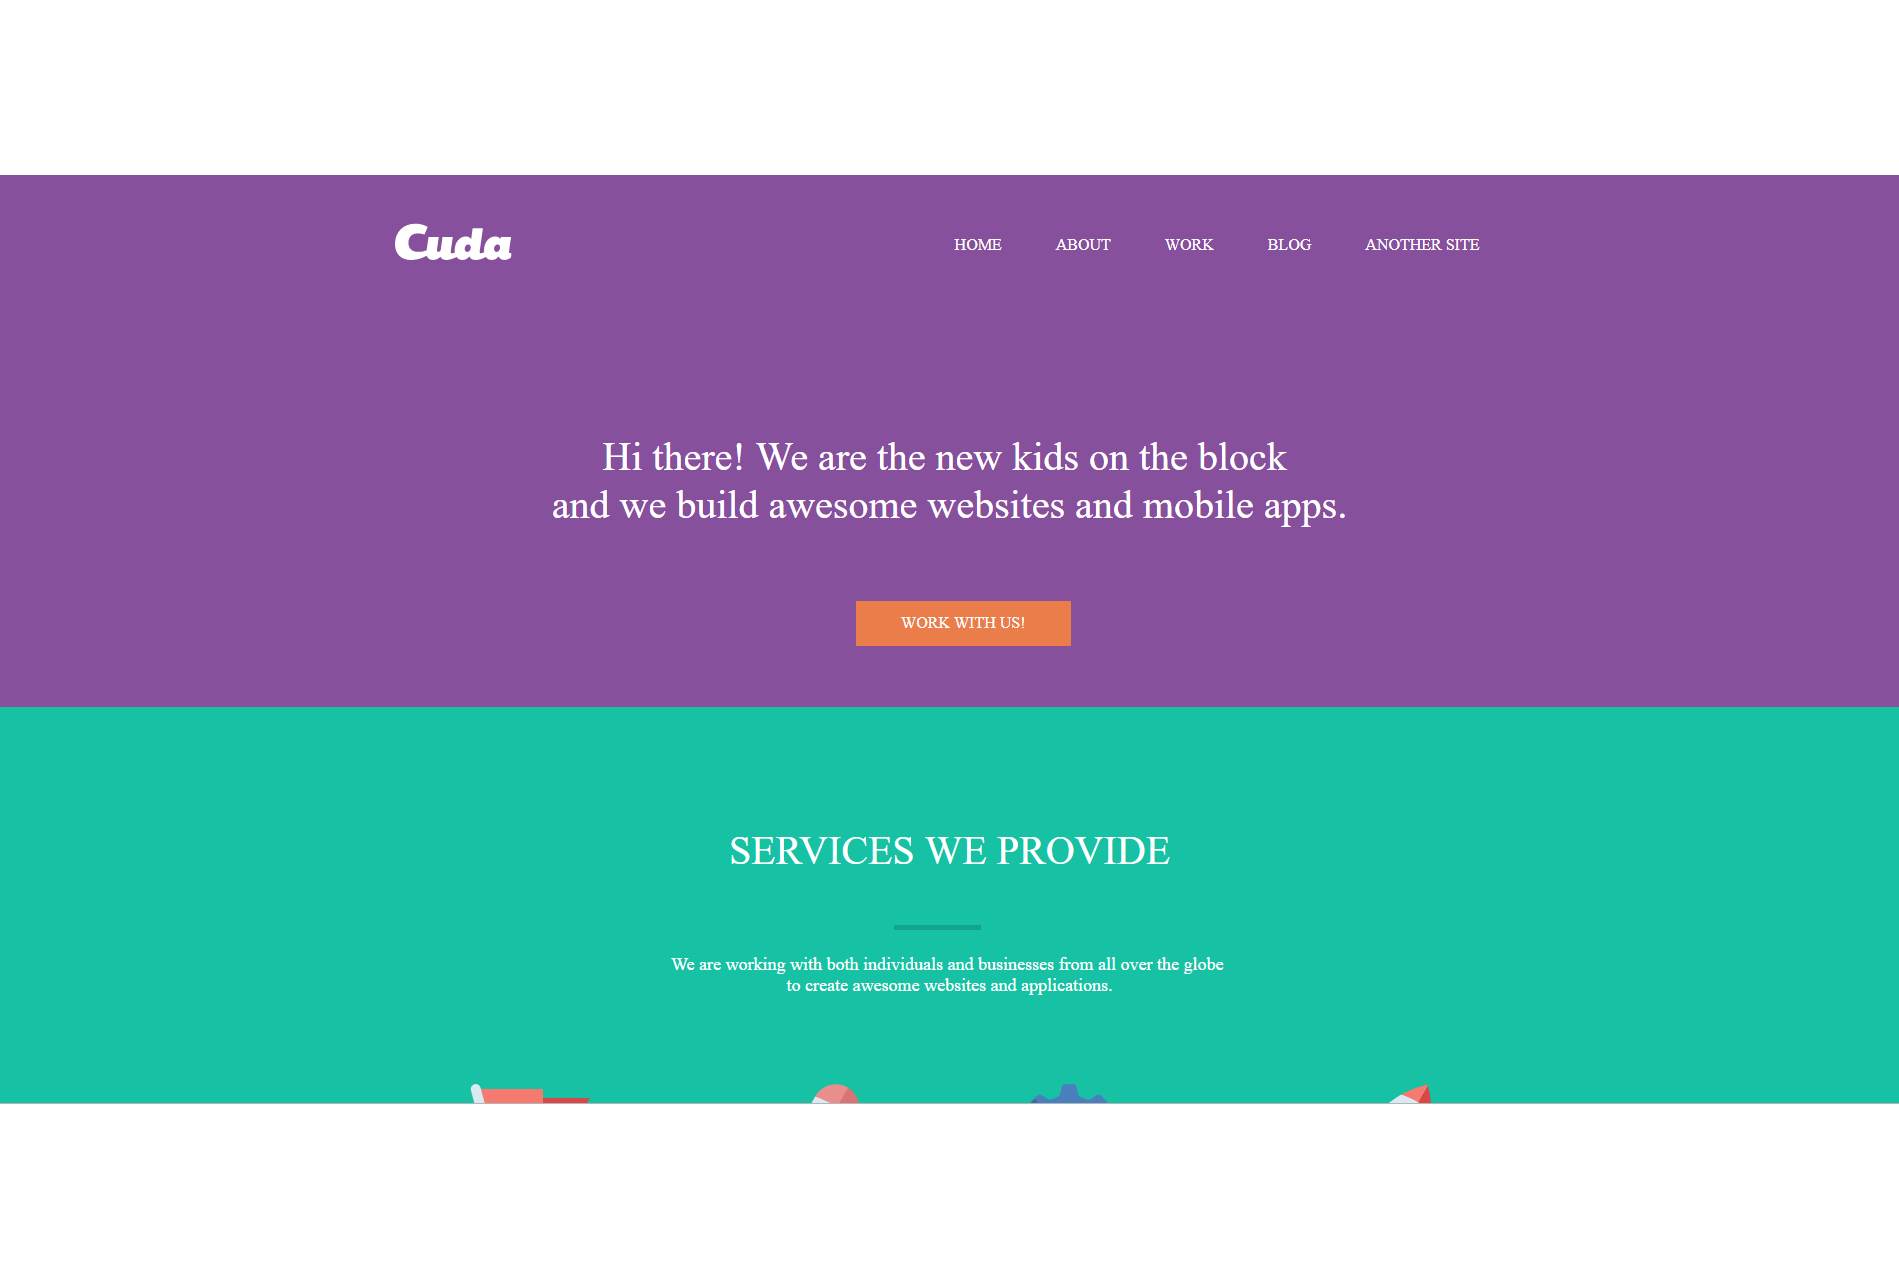 Cuda
HOME ABOUT WORK BLOG ANOTHER SITE
Hi there! We are the new kids on the block
and we build awesome websites and mobile apps.
WORK WITH US!
SERVICES WE PROVIDE
We are working with both individuals and businesses from all over the globe
to create awesome websites and applications.